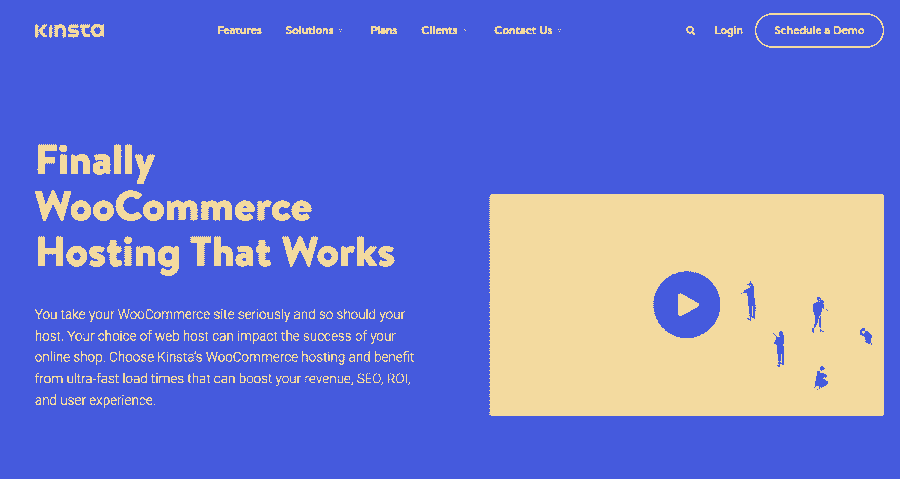 Kinsta Features Solutions Plans Clients Contact Us Login Schedule a Demo
Finally
WooCommerce
Hosting That Works
You take your WooCommerce site seriously and so should your
host. Your choice of web host can impact the success of your
online shop. Choose Kinsta's WooCommerce hosting and benefit
from ultra-fast load times that can boost your revenue, SEO, ROI,
and user experience.